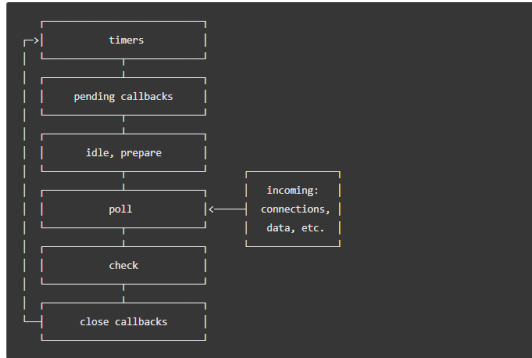 timers
pending callbacks
idle, prepare
incoming:
poll
connections,
data, etc.
check
close callbacks